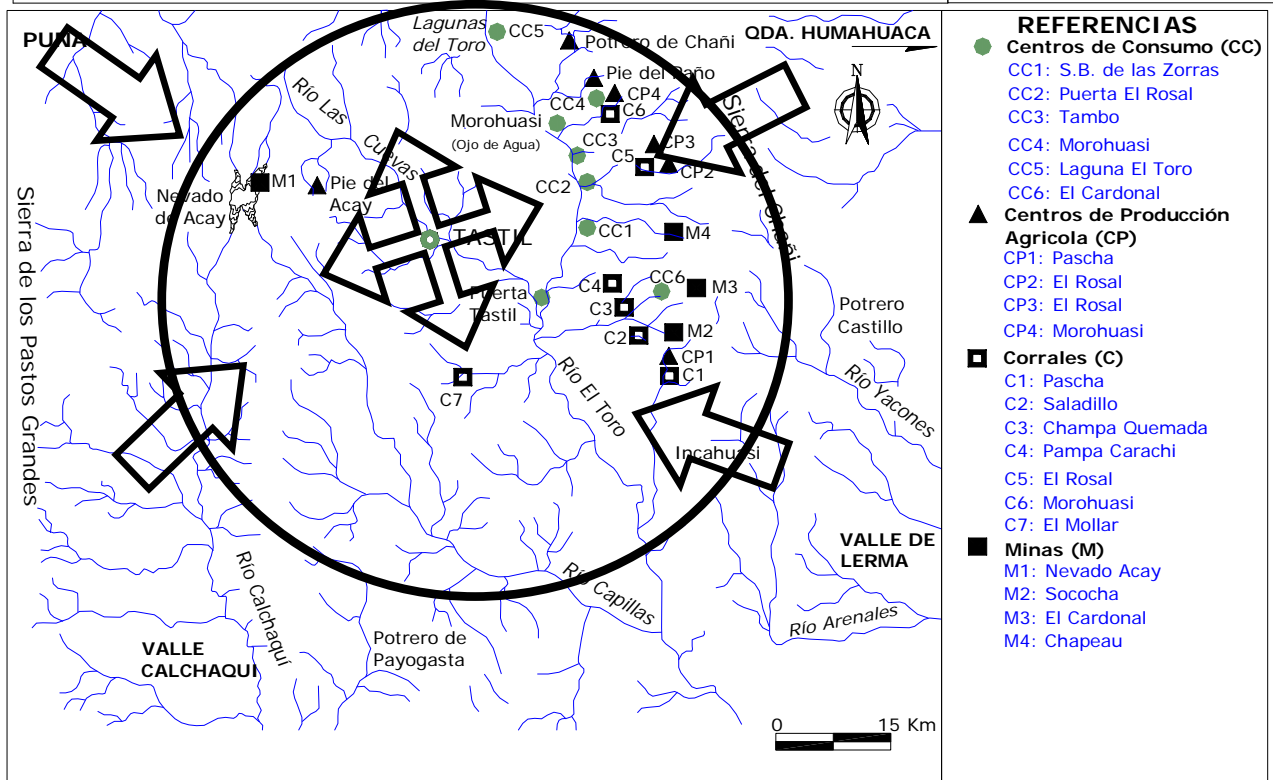 PUNA
Lagunas
del Toro
CC5
Potrero de Chañi
QDA. HUMAHUACA
N
Pie del Paño
CP4
CC4
C6
Río Las
Cuevas
Morohuasi
(Ojo de Agua)
CC3
CP3
C5
CP2
CC2
Sierra del Chañi
M1
Nevado
de Acay
Pie del
Acay
TASTIL
CC1
M4
Sierra de los Pastos Grandes
Puerta
Tastil
C4
CC6
M3
C3
C2
M2
CP1
C1
C7
Potrero
Castillo
Río El Toro
Río Yacones
Incahuasi
VALLE DE
LERMA
Río Calchaquí
Río Capillas
Río Arenales
VALLE
CALCHAQUI
Potrero de
Payogasta
0 15 Km
REFERENCIAS
Centros de Consumo (CC)
CC1: S.B. de las Zorras
CC2: Puerta El Rosal
CC3: Tambo
CC4: Morohuasi
CC5: Laguna El Toro
CC6: El Cardonal
Centros de Producción
Agricola (CP)
CP1: Pascha
CP2: El Rosal
CP3: El Rosal
CP4: Morohuasi
Corrales (C)
C1: Pascha
C2: Saladillo
C3: Champa Quemada
C4: Pampa Carachi
C5: El Rosal
C6: Morohuasi
C7: El Mollar
Minas (M)
M1: Nevado Acay
M2: Sococha
M3: El Cardonal
M4: Chapeau